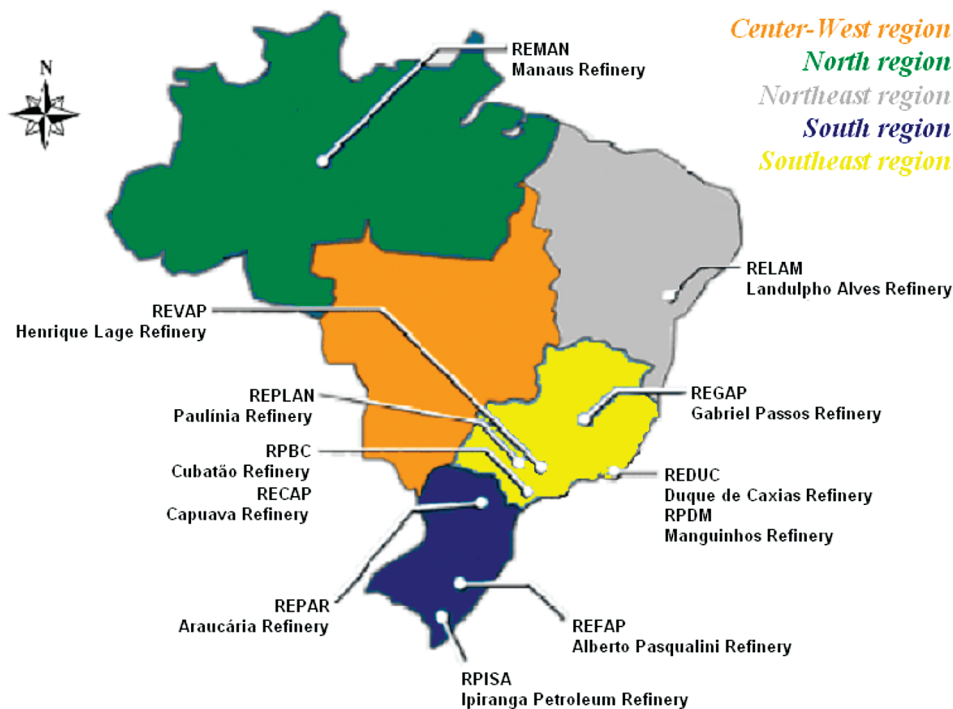 Center-West region
North region
Northeast region
South region
Southeast region
N
REMAN
Manaus Refinery
RELAM
Landulpho Alves Refinery
REVAP
Henrique Lage Refinery
REPLAN
Paulínia Refinery
REGAP
Gabriel Passos Refinery
RPBC
Cubatão Refinery
RECAP
Capuava Refinery
REDUC
Duque de Caxias Refinery
RPDM
Manguinhos Refinery
REPAR
Araucária Refinery
REFAP
Alberto Pasqualini Refinery
RPISA
Ipiranga Petroleum Refinery